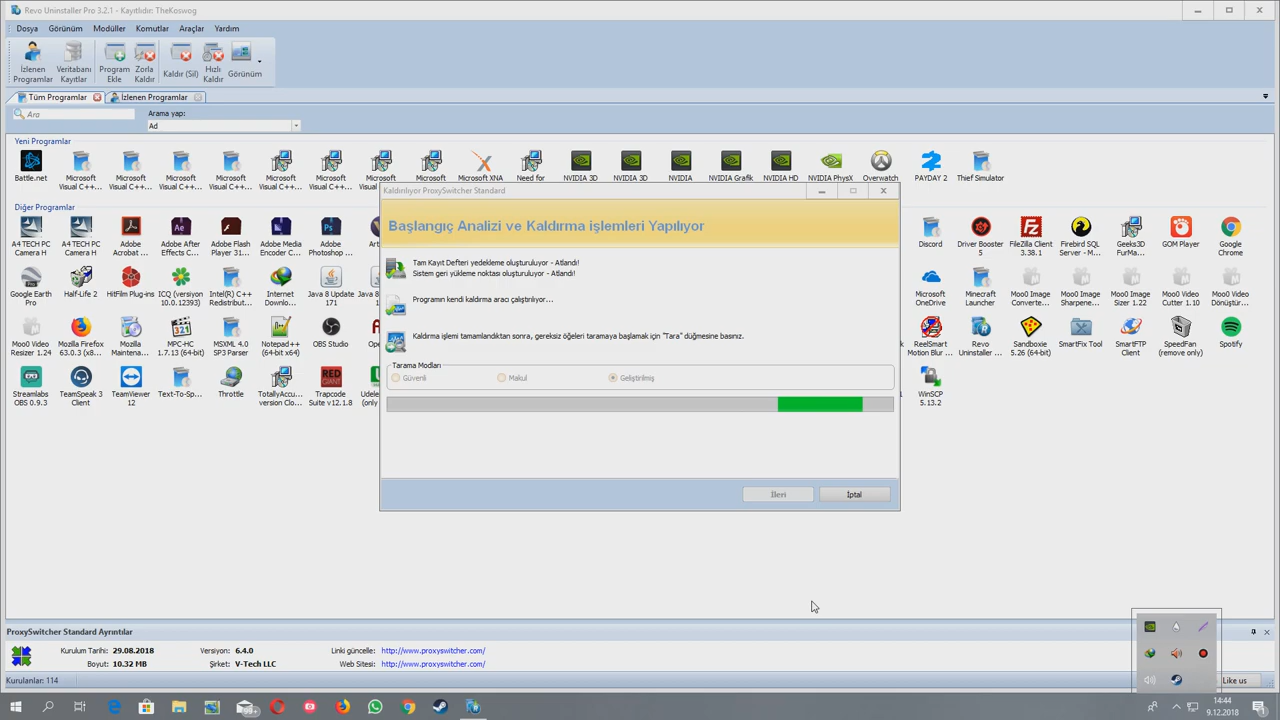 Revo Uninstaller Pro 3.2.1 - Kayıtlıdır: TheKoswog
Dosya Görünüm Modüller Komutlar Araçlar Yardım
İzlenen Programlar
Veritabanı Kayıtlar
Program Ekle
Zorla Kaldır
Kaldır (Sil)
Hızlı Kaldır
Görünüm
Tüm Programlar
İzlenen Programlar
Ara
Arama yap:
Ad
Yeni Programlar
Battle.net
Microsoft Visual C++...
Microsoft Visual C++...
Microsoft Visual C++...
Microsoft Visual C++...
Microsoft Visual C++...
Microsoft Visual C++...
Microsoft
Microsoft
Microsoft XNA
Need for
NVIDIA 3D
NVIDIA 3D
NVIDIA
NVIDIA Grafik
NVIDIA HD
NVIDIA PhysX
Overwatch
PAYDAY 2
Thief Simulator
Diğer Programlar
A4 TECH PC Camera H
A4 TECH PC Camera H
Adobe Acrobat ...
Adobe After Effects C...
Adobe Flash Player 31...
Adobe Media Encoder C...
Adobe Photoshop ...
Discord
Driver Booster 5
FileZilla Client 3.38.1
Firebird SQL Server - M...
Geeks3D FurMa...
GOM Player
Google Chrome
Google Earth Pro
Half-Life 2
HitFilm Plug-ins
ICQ (version 10.0.12393)
Intel(R) C++ Redistribut...
Internet Downlo...
Java 8 Update 171
Java 8
Microsoft OneDrive
Minecraft Launcher
Moo0 Image Converte...
Moo0 Image Sharpene...
Moo0 Image Sizer 1.22
Moo0 Video Cutter 1.10
Moo0 Video Dönüştür...
Moo0 Video Resizer 1.24
Mozilla Firefox 63.0.3 (x8...
Mozilla Maintena...
MPC-HC 1.7.13 (64-bit)
MSYML 4.0 SP3 Parser
Notepad++ (64-bit x64)
OBS Studio
ReelSmart Motion Blur ...
Revo Uninstaller ...
Sandboxie 5.26 (64-bit)
SmartFix Tool
SmartFTP Client
SpeedFan (remove only)
Spotify
Streamlabs OBS 0.9.3
TeamSpeak 3 Client
TeamViewer 12
Text-To-Sp...
Throttle
TotallyAccu... version Clo...
Trapcode Suite v12.1.8
WinSCP 5.13.2
Kaldırılıyor ProxySwitcher Standard
Başlangıç Analizi ve Kaldırma işlemleri Yapılıyor
Tam Kayıt Defteri yedekleme oluşturuluyor - Atlandı!
Sistem geri yükleme noktası oluşturuluyor - Atlandı!
Programın kendi kaldırma aracı çalıştırılıyor...
Kaldırma işlemi tamamlandıktan sonra, gereksiz öğeleri taramaya başlamak için "Tara" düğmesine basınız.
Tarama Modları
Güvenli Makul Geliştirilmiş
İleri İptal
ProxySwitcher Standard Ayrıntılar
Kurulum Tarihi: 29.08.2018 Versiyon: 6.4.0 Linki güncelle: http://www.proxyswitcher.com/
Boyut: 10.32 MB Şirket: V-Tech LLC Web Sitesi: http://www.proxyswitcher.com/
Kurulanlar: 114
Like us
99+
14:44
9.12.2018
1